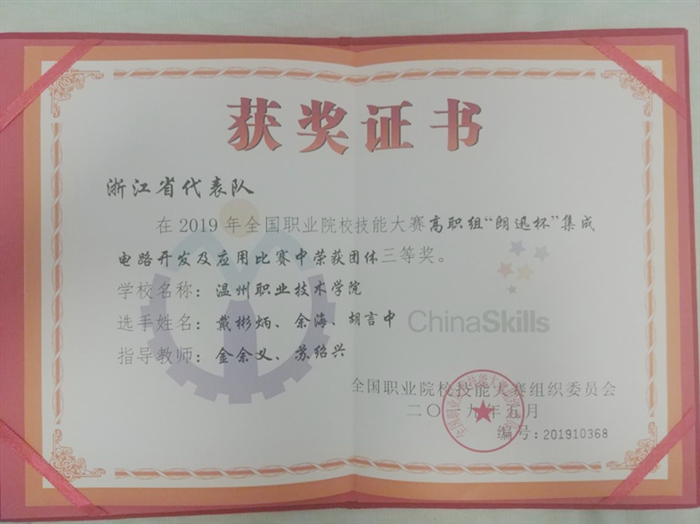 获奖证书
浙江省代表队
在2019年全国职业院校技能大赛高职组“朗迅杯”集成
电路开发及应用比赛中荣获团体三等奖。
学校名称：温州职业技术学院
选手姓名：戴彬炳、余海、胡言中
指导教师：金余义、苏绍兴
ChinaSkills
全国职业院校技能大赛组织委员会
二〇一九年五月
编号:201910368